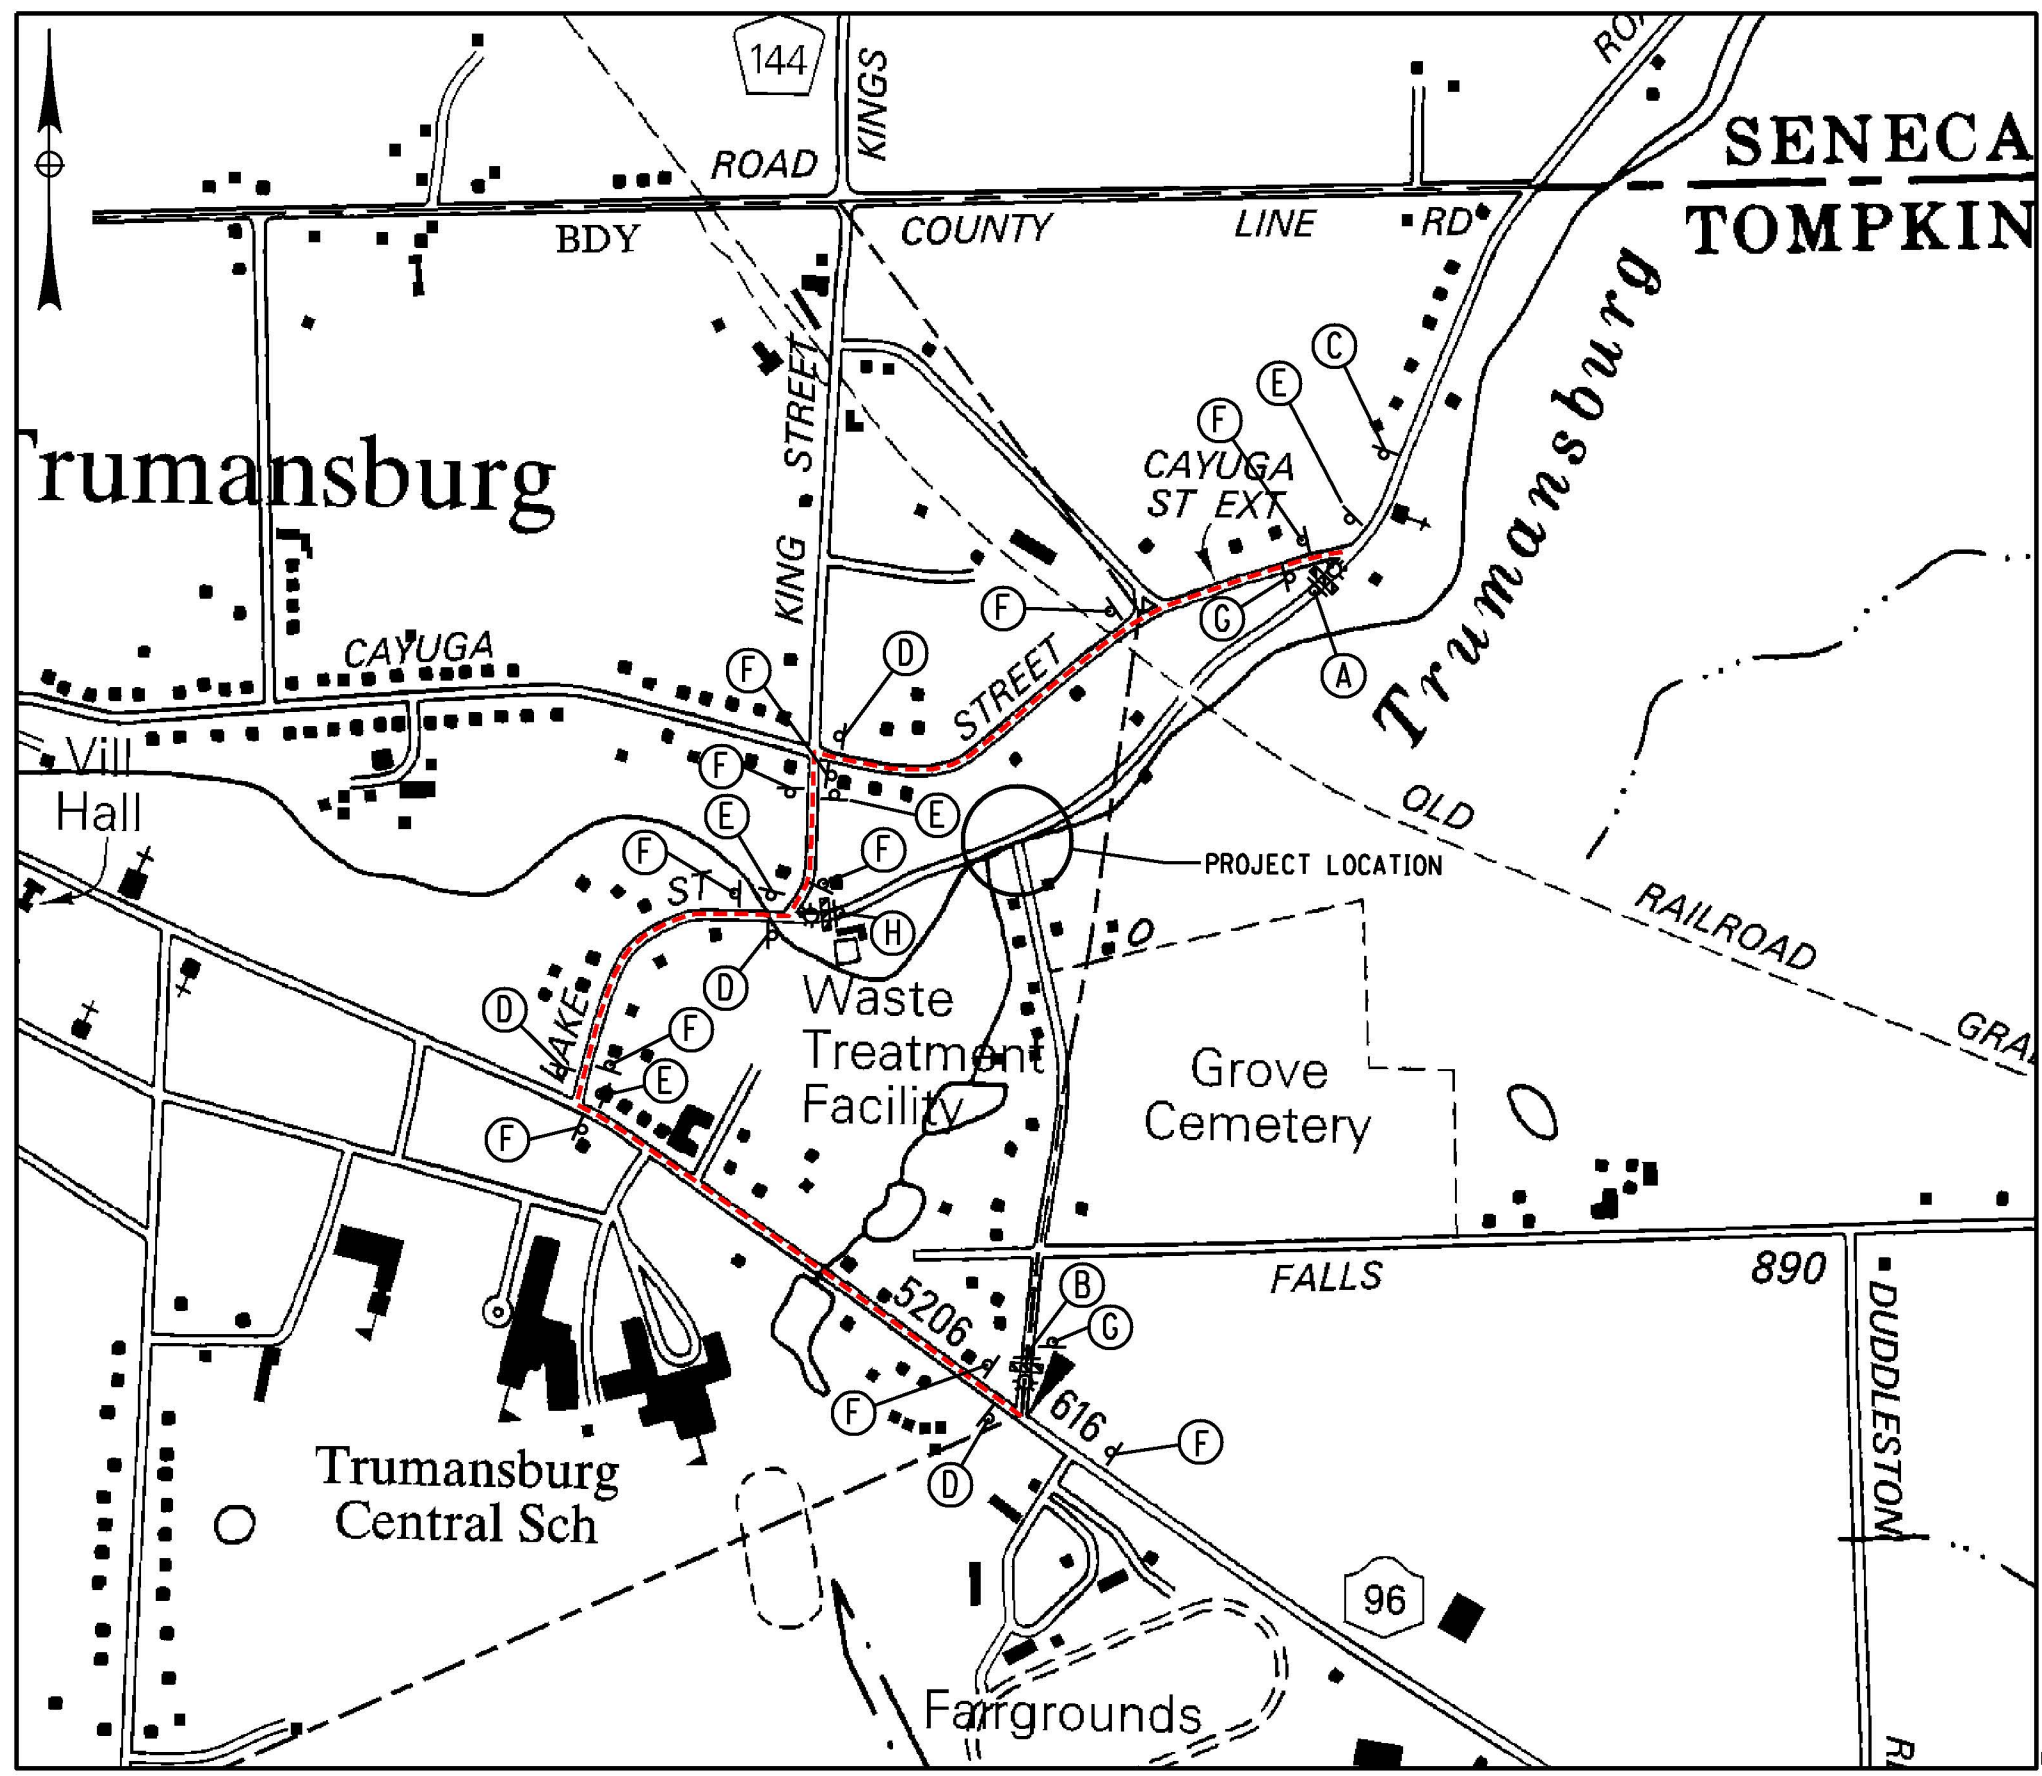 144
KINGS
ROAD
SENECA
ROAD
BDY
COUNTY
LINE
RD
TOMPKIN
C
E
F
STREET
CAYUGA
ST EXT
Trumansburg
rumansburg
KING
F
G
CAYUGA
F
D
A
STREET
Vill
Hall
F
E
E
OLD
F
F
PROJECT LOCATION
ST
RAILROAD
H
O
D
Waste
Treatment
Facility
D
LAKE
F
GRA
Grove
Cemetery
E
F
FALLS
890
B
5206
G
DUDDLESTON
F
616
F
Trumansburg
Central Sch
D
96
Fairgrounds